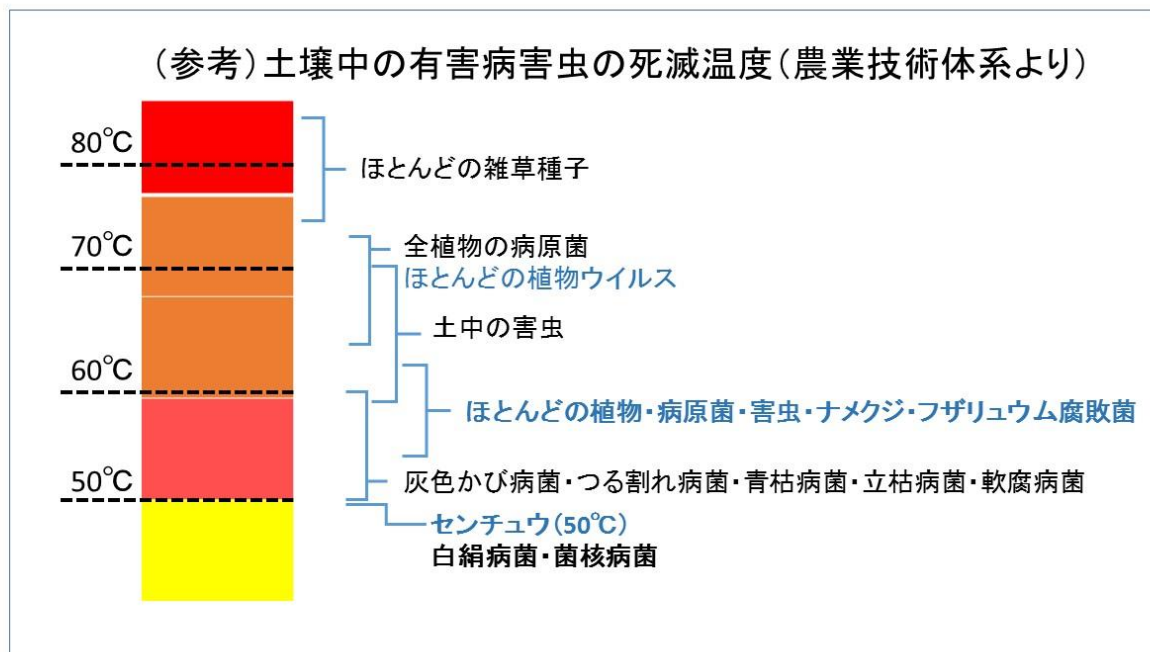 (参考)土壌中の有害病害虫の死滅温度(農業技術体系より)
80℃
ほとんどの雑草種子
70℃
全植物の病原菌
ほとんどの植物ウイルス
土中の害虫
60℃
ほとんどの植物・病原菌・害虫・ナメクジ・フザリュウム腐敗菌
50℃
灰色かび病菌・つる割れ病菌・青枯病菌・立枯病菌・軟腐病菌
センチュウ(50℃)
白絹病菌・菌核病菌